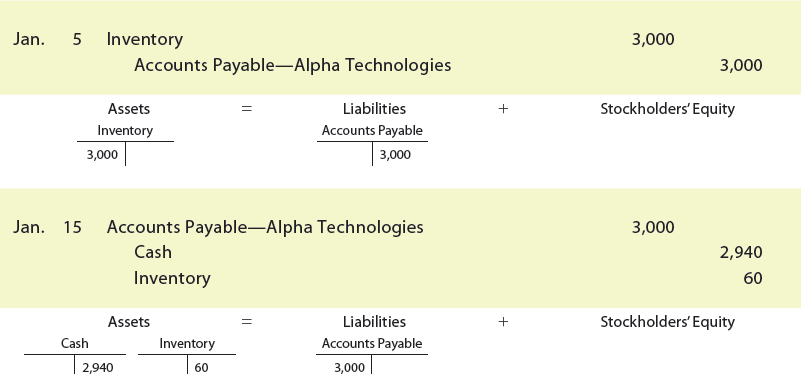 Jan. 5 Inventory 3,000
Accounts Payable—Alpha Technologies 3,000
Assets = Liabilities + Stockholders’ Equity
Inventory Accounts Payable
3,000 3,000
Jan. 15 Accounts Payable—Alpha Technologies 3,000
Cash 2,940
Inventory 60
Assets = Liabilities + Stockholders’ Equity
Cash Inventory Accounts Payable
2,940 60 3,000